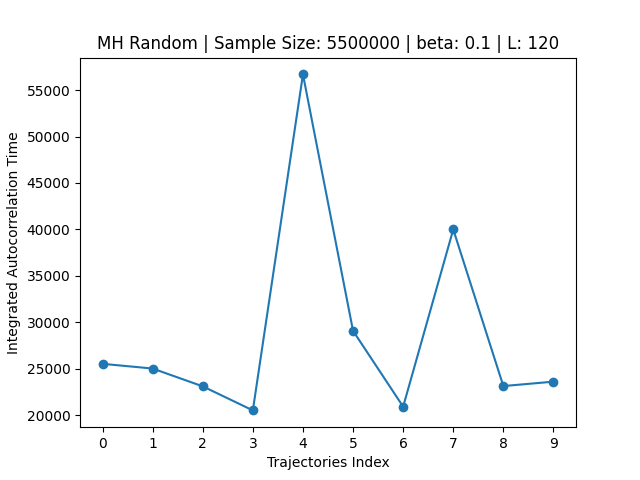 MH Random | Sample Size: 5500000 | beta: 0.1 | L: 120
Integrated Autocorrelation Time
55000
50000
45000
40000
35000
30000
25000
20000
0 1 2 3 4 5 6 7 8 9
Trajectories Index